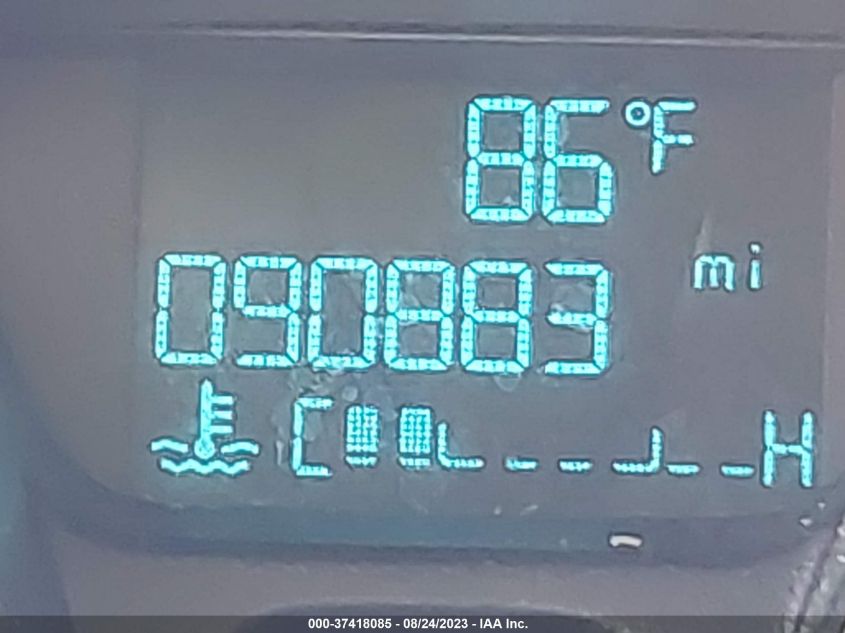 86°F
090883 mi
C H
000-37418085 - 08/24/2023 - IAA Inc.